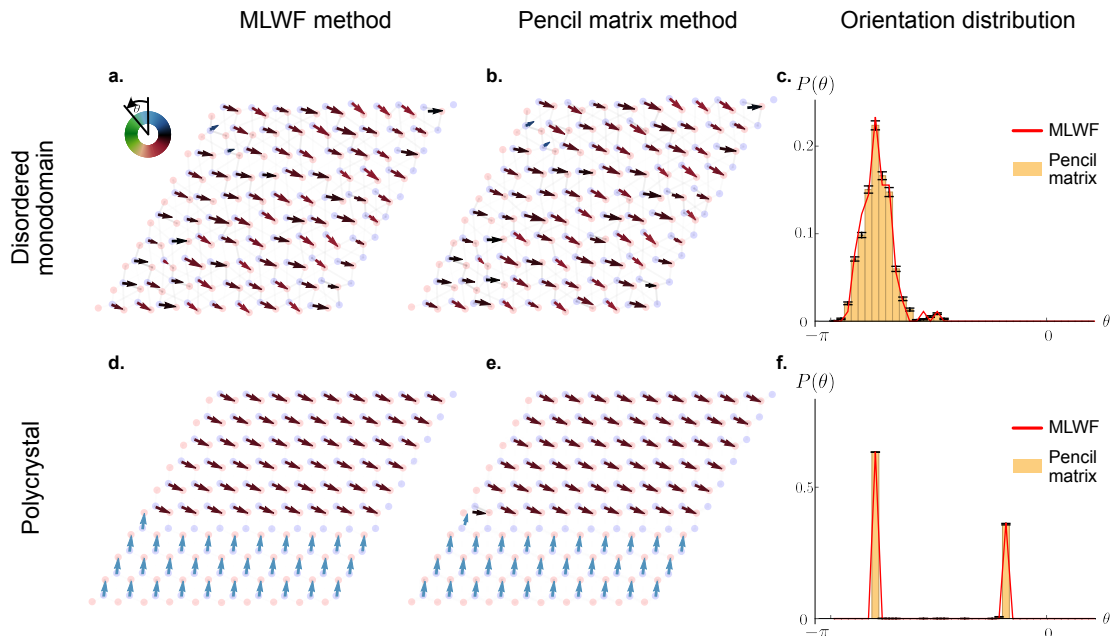 MLWF method
Pencil matrix method
Orientation distribution
Disordered
monodomain
a.
θ
b.
c.
P(θ)
0.2
0.1
0
−π
0
θ
MLWF
Pencil
matrix
Polycrystal
d.
e.
f.
P(θ)
0.5
0
−π
0
θ
MLWF
Pencil
matrix